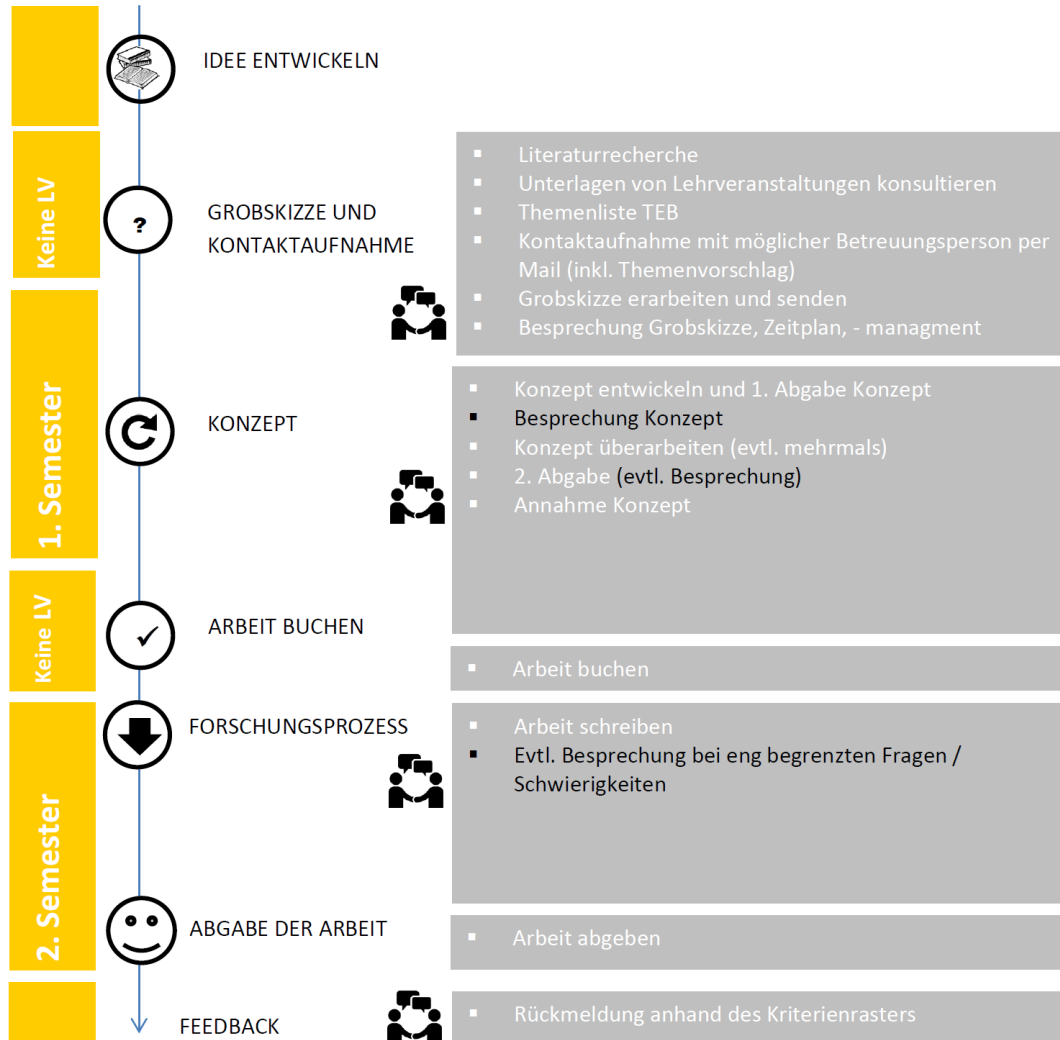 IDEE ENTWICKELN
Keine LV
?
GROBSKIZZE UND
KONTAKTAUFNAHME
▪ Literaturrecherche
▪ Unterlagen von Lehrveranstaltungen konsultieren
▪ Themenliste TEB
▪ Kontaktaufnahme mit möglicher Betreuungsperson per
Mail (inkl. Themenvorschlag)
▪ Grobskizze erarbeiten und senden
▪ Besprechung Grobskizze, Zeitplan, - managment
1. Semester
KONZEPT
▪ Konzept entwickeln und 1. Abgabe Konzept
▪ Besprechung Konzept
▪ Konzept überarbeiten (evtl. mehrmals)
▪ 2. Abgabe (evtl. Besprechung)
▪ Annahme Konzept
Keine LV
ARBEIT BUCHEN
▪ Arbeit buchen
2. Semester
FORSCHUNGSPROZESS
▪ Arbeit schreiben
▪ Evtl. Besprechung bei eng begrenzten Fragen /
Schwierigkeiten
ABGABE DER ARBEIT
▪ Arbeit abgeben
FEEDBACK
▪ Rückmeldung anhand des Kriterienrasters